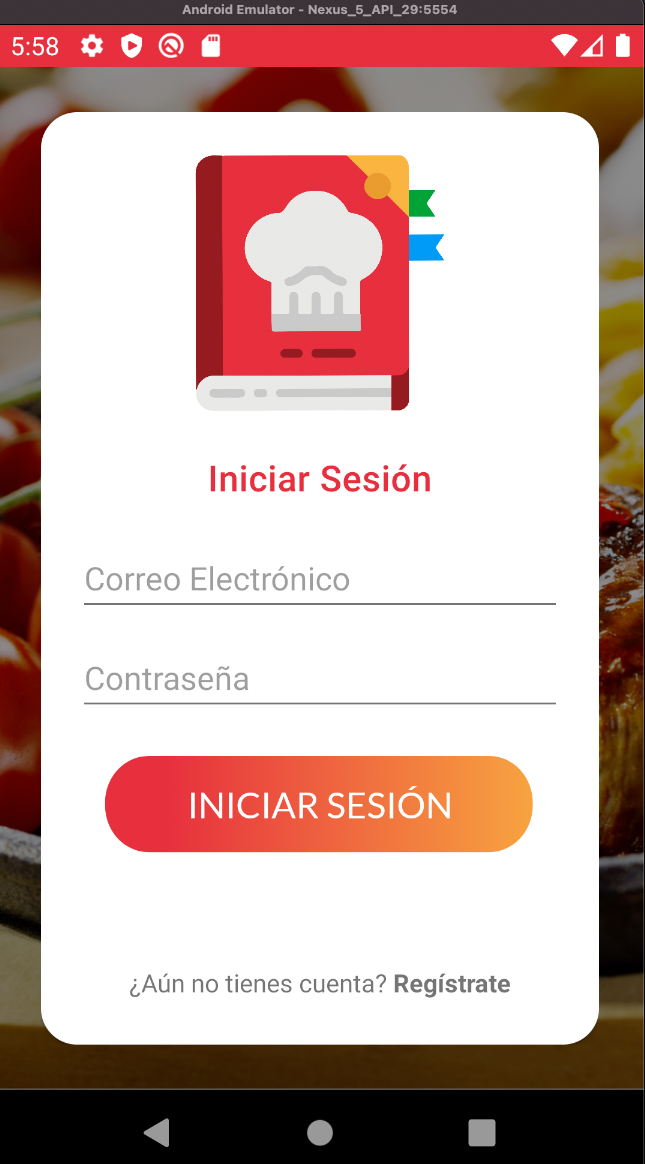 Android Emulator - Nexus_5_API_29:5554
5:58
Iniciar Sesión
Correo Electrónico
Contraseña
INICIAR SESIÓN
¿Aún no tienes cuenta? Regístrate